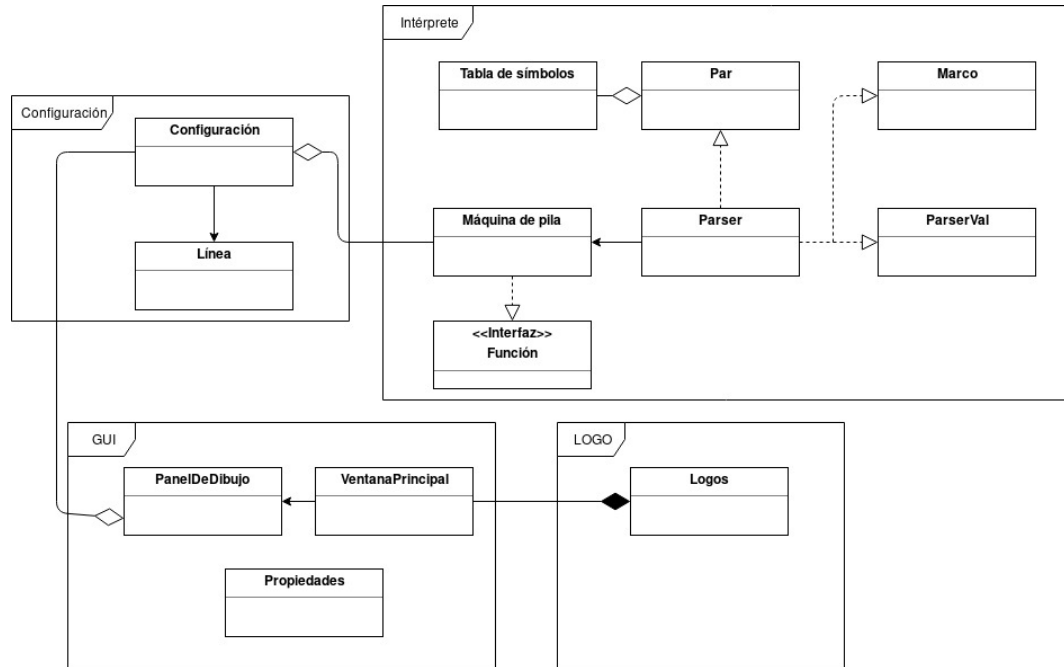 Intérprete
Tabla de símbolos
Par
Marco
Configuración
Configuración
Línea
Máquina de pila
Parser
ParserVal
<<Interfaz>>
Función
GUI
LOGO
PanelDeDibujo
VentanaPrincipal
Logos
Propiedades